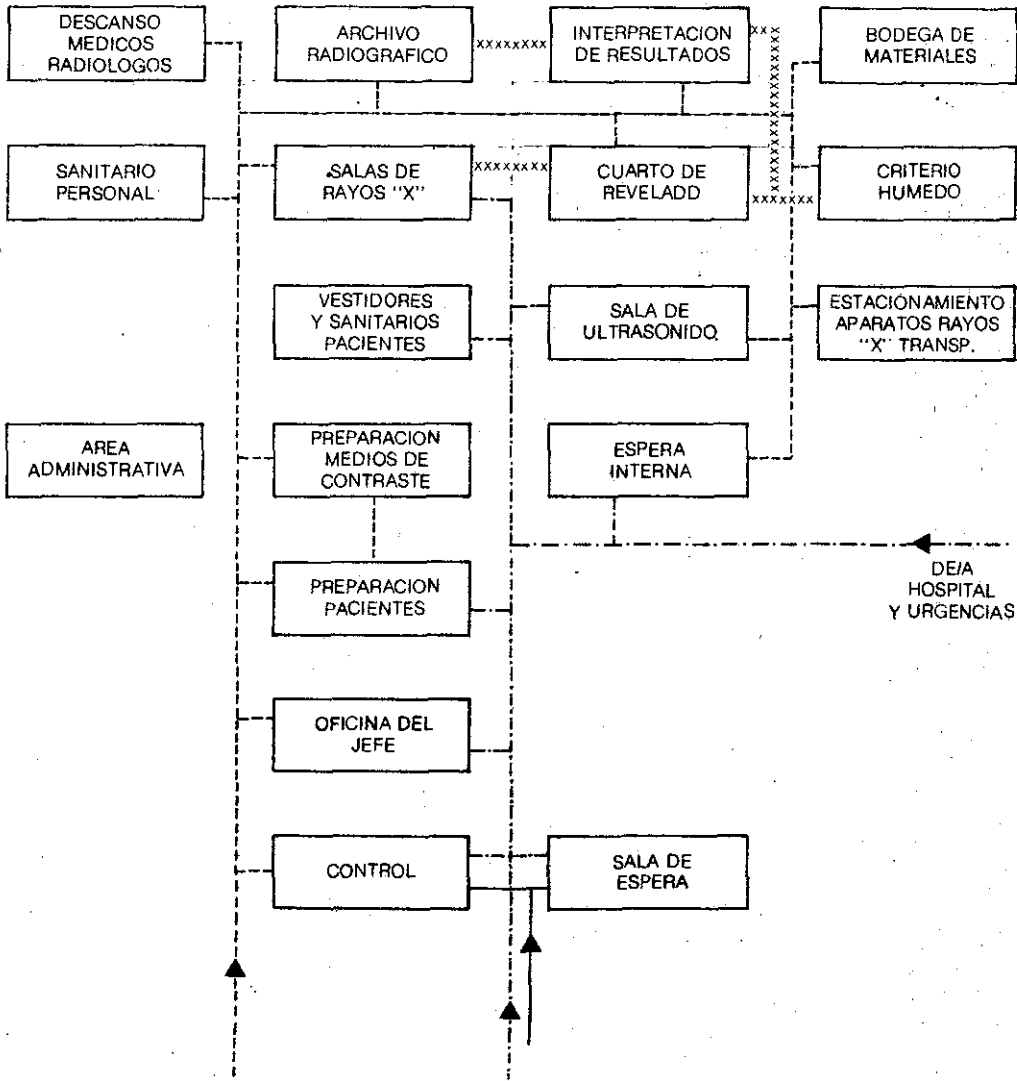 DESCANSO
MEDICOS
RADIOLOGOS
ARCHIVO
RADIOGRAFICO
xxxxxxx
INTERPRETACION
DE RESULTADOS
BODEGA DE
MATERIALES
SANITARIO
PERSONAL
SALAS DE
RAYOS "X"
CUARTO DE
REVELADD
CRITERIO
HUMEDO
VESTIDORES
Y SANITARIOS
PACIENTES
SALA DE
ULTRASONIDO
ESTACIONAMIENTO
APARATOS RAYOS
"X" TRANSP.
AREA
ADMINISTRATIVA
PREPARACION
MEDIOS DE
CONTRASTE
ESPERA
INTERNA
DE/A
HOSPITAL
Y URGENCIAS
PREPARACION
PACIENTES
OFICINA DEL
JEFE
CONTROL
SALA DE
ESPERA